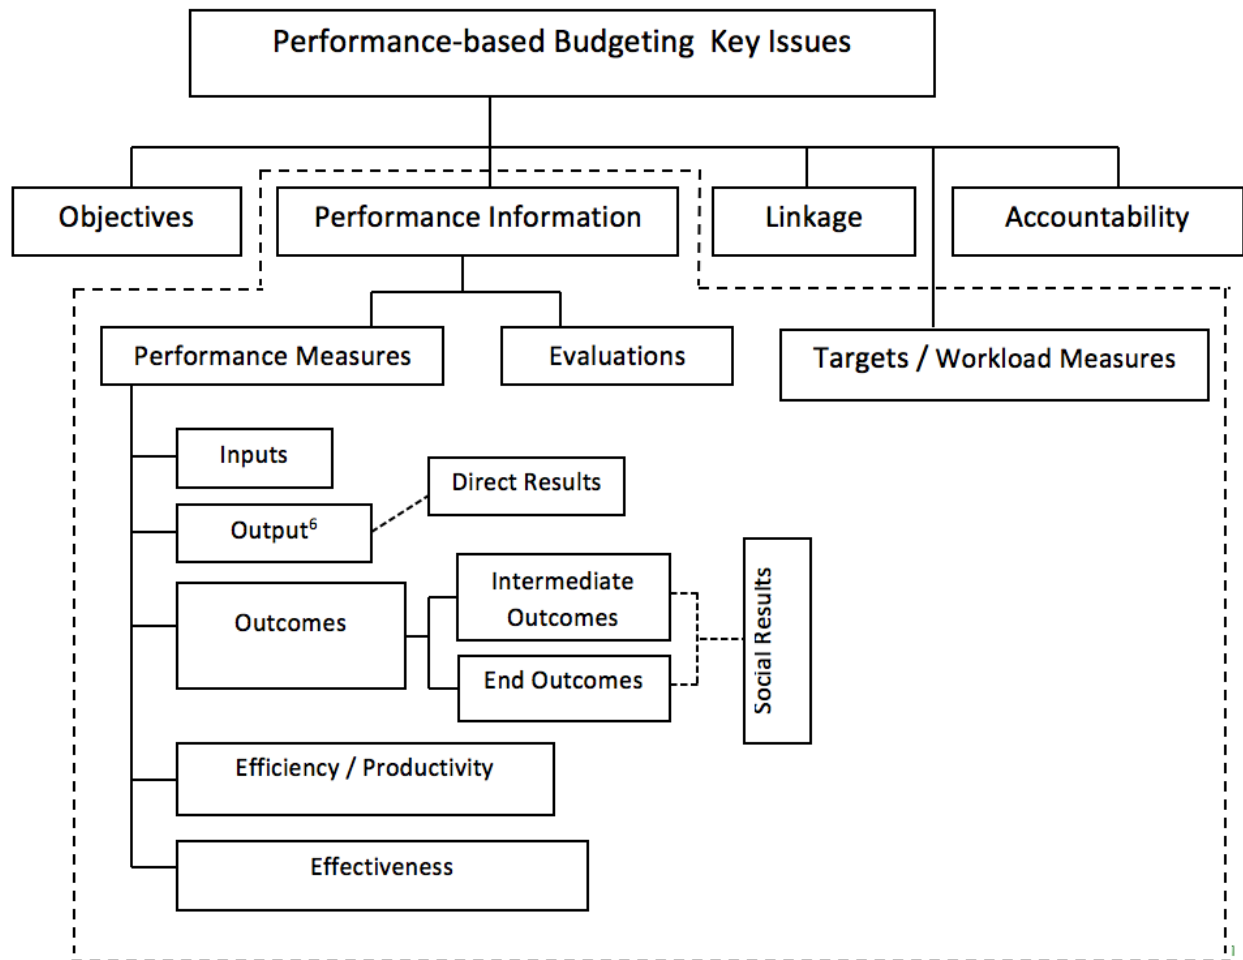 Performance-based Budgeting  Key Issues
Objectives
Performance Information
Linkage
Accountability
Performance Measures
Evaluations
Targets / Workload Measures
Inputs
Direct Results
Output⁶
Intermediate
Outcomes
Outcomes
End Outcomes
Social Results
Efficiency / Productivity
Effectiveness